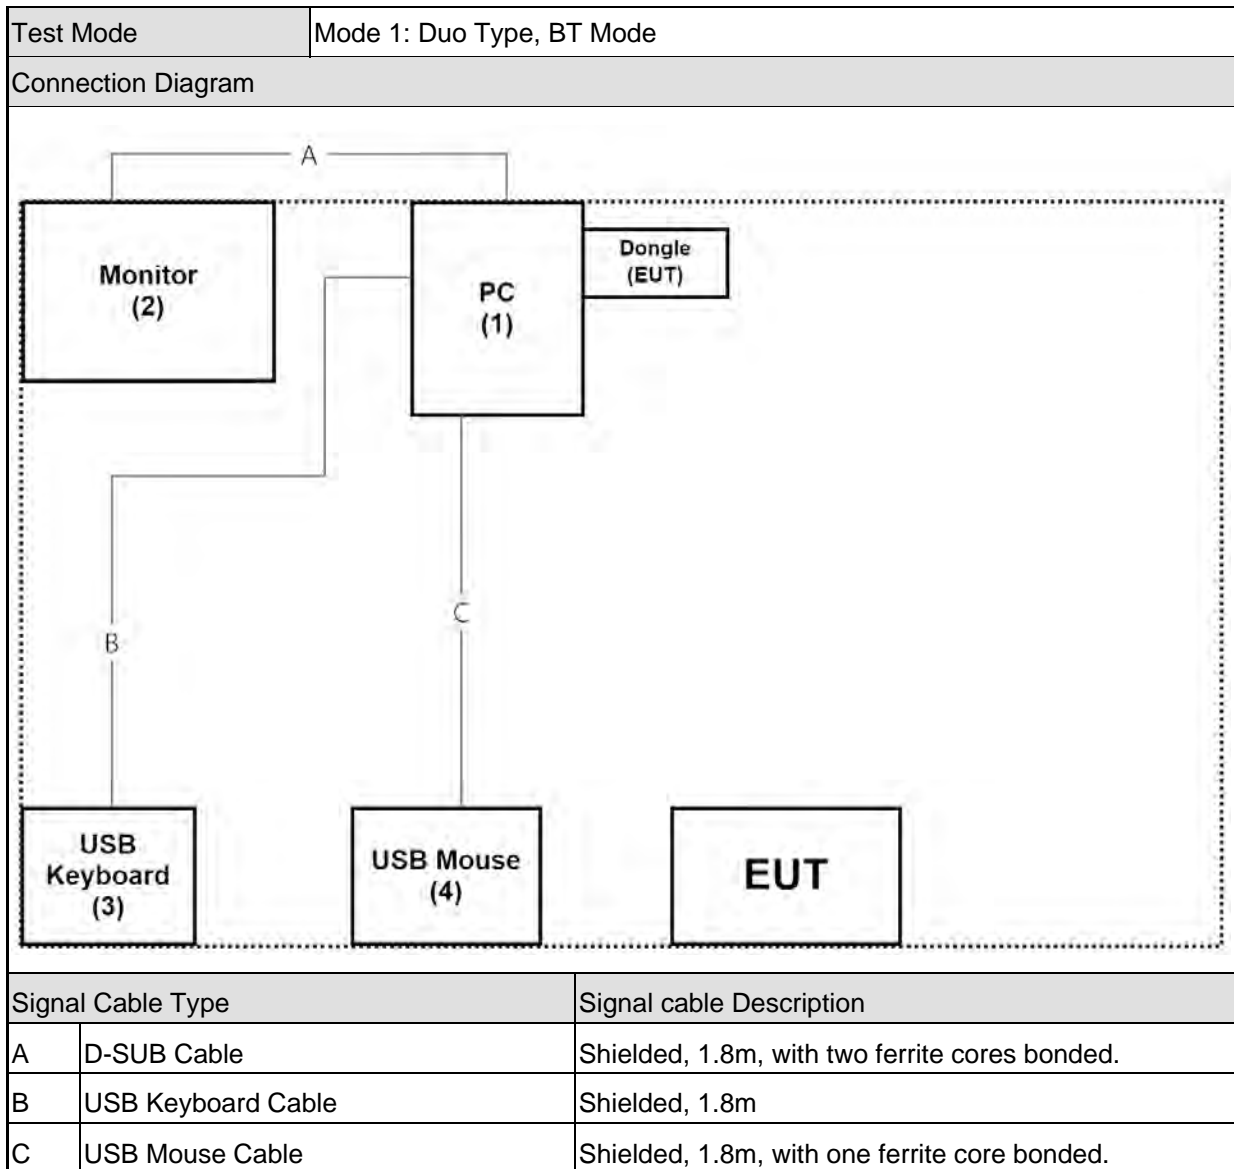 Test Mode Mode 1: Duo Type, BT Mode
Connection Diagram
A
Monitor
(2)
PC
(1)
Dongle
(EUT)
B
C
USB
Keyboard
(3)
USB Mouse
(4)
EUT
Signal Cable Type Signal cable Description
A D-SUB Cable Shielded, 1.8m, with two ferrite cores bonded.
B USB Keyboard Cable Shielded, 1.8m
C USB Mouse Cable Shielded, 1.8m, with one ferrite core bonded.